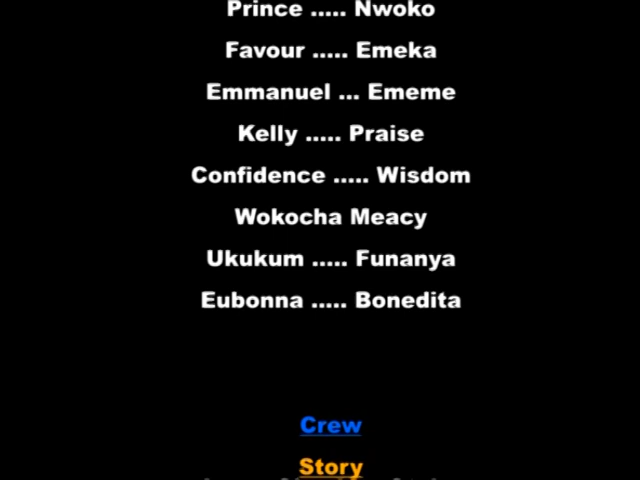 Prince ..... Nwoko
Favour ..... Emeka
Emmanuel ... Ememe
Kelly ..... Praise
Confidence ..... Wisdom
Wokocha Meacy
Ukukum ..... Funanya
Eubonna ..... Bonedita
Crew
Story